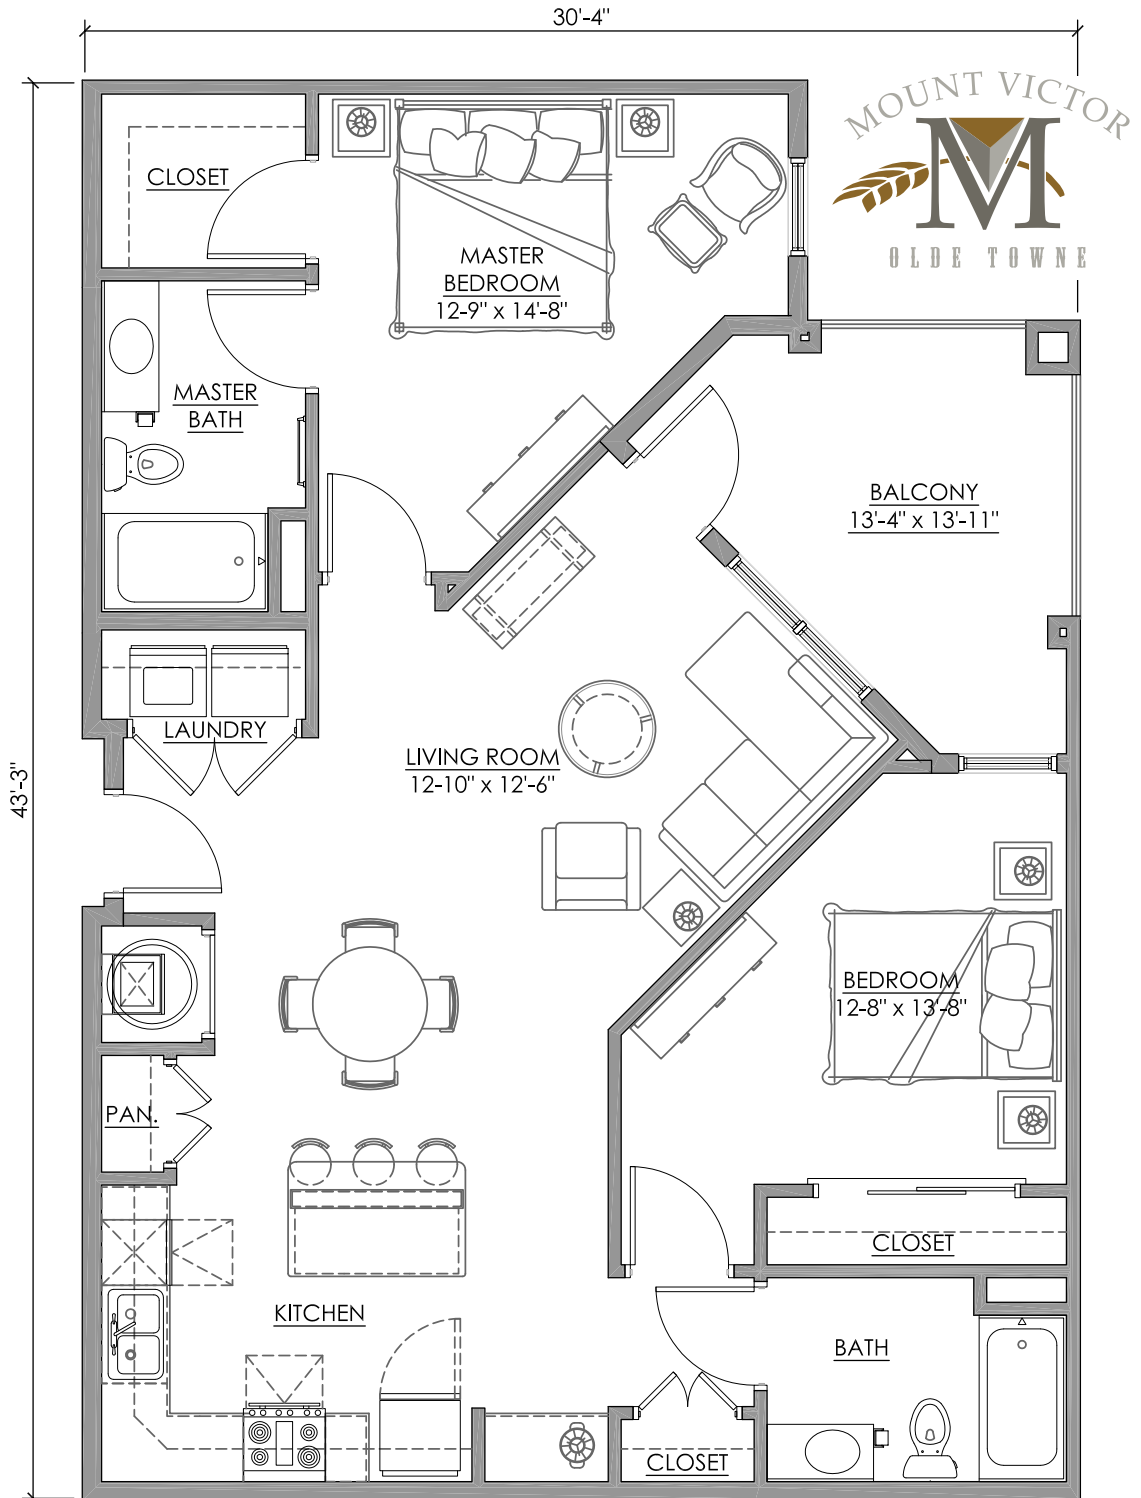 30'-4"
MOUNT VICTOR
M
OLDE TOWNE
CLOSET
MASTER
BEDROOM
12-9" x 14'-8"
MASTER
BATH
BALCONY
13'-4" x 13'-11"
LAUNDRY
LIVING ROOM
12-10" x 12'-6"
43'-3"
BEDROOM
12-8" x 13'-8"
PAN.
CLOSET
KITCHEN
BATH
CLOSET